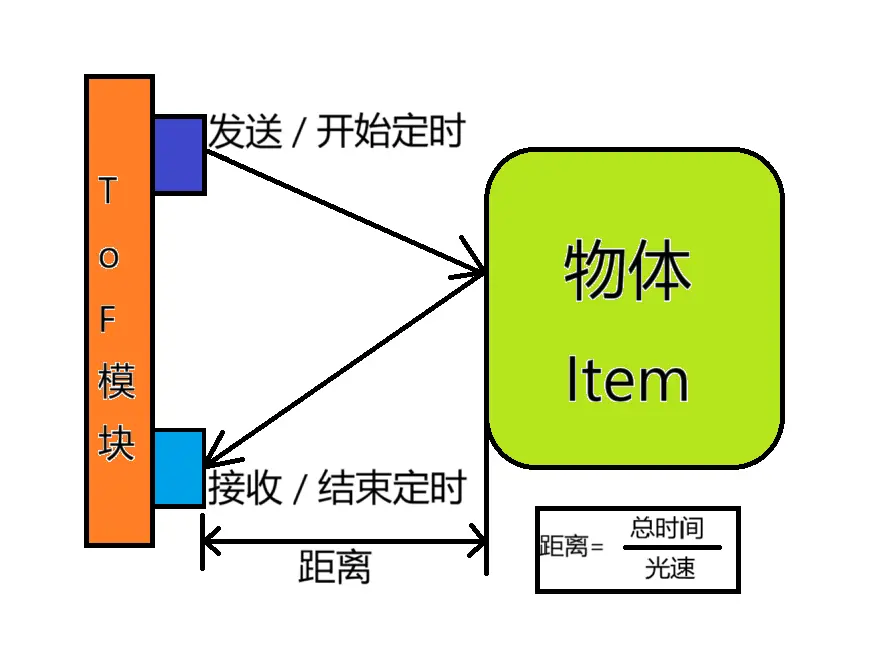 发送 / 开始定时
ToF模块
物体
Item
接收 / 结束定时
距离
距离= 总时间
光速